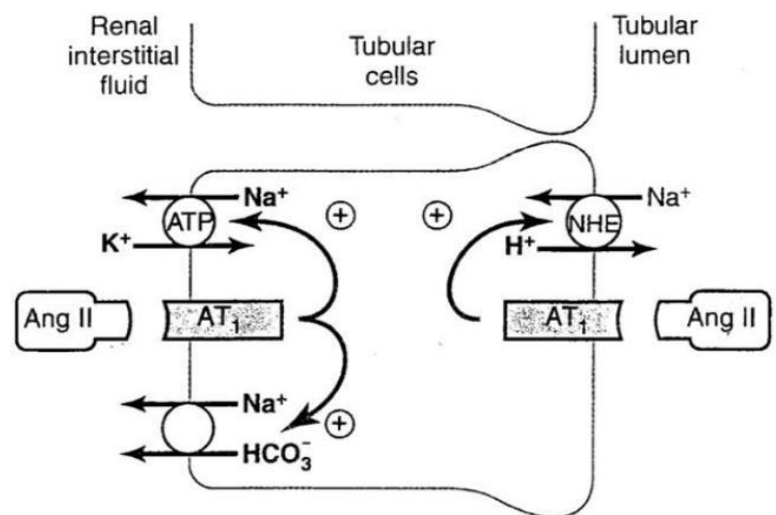 Renal
interstitial
fluid
Tubular
cells
Tubular
lumen
Na⁺
ATP
K⁺
+
+
Na⁺
NHE
H⁺
Ang II
AT₁
AT₁
Ang II
Na⁺
HCO₃⁻
+